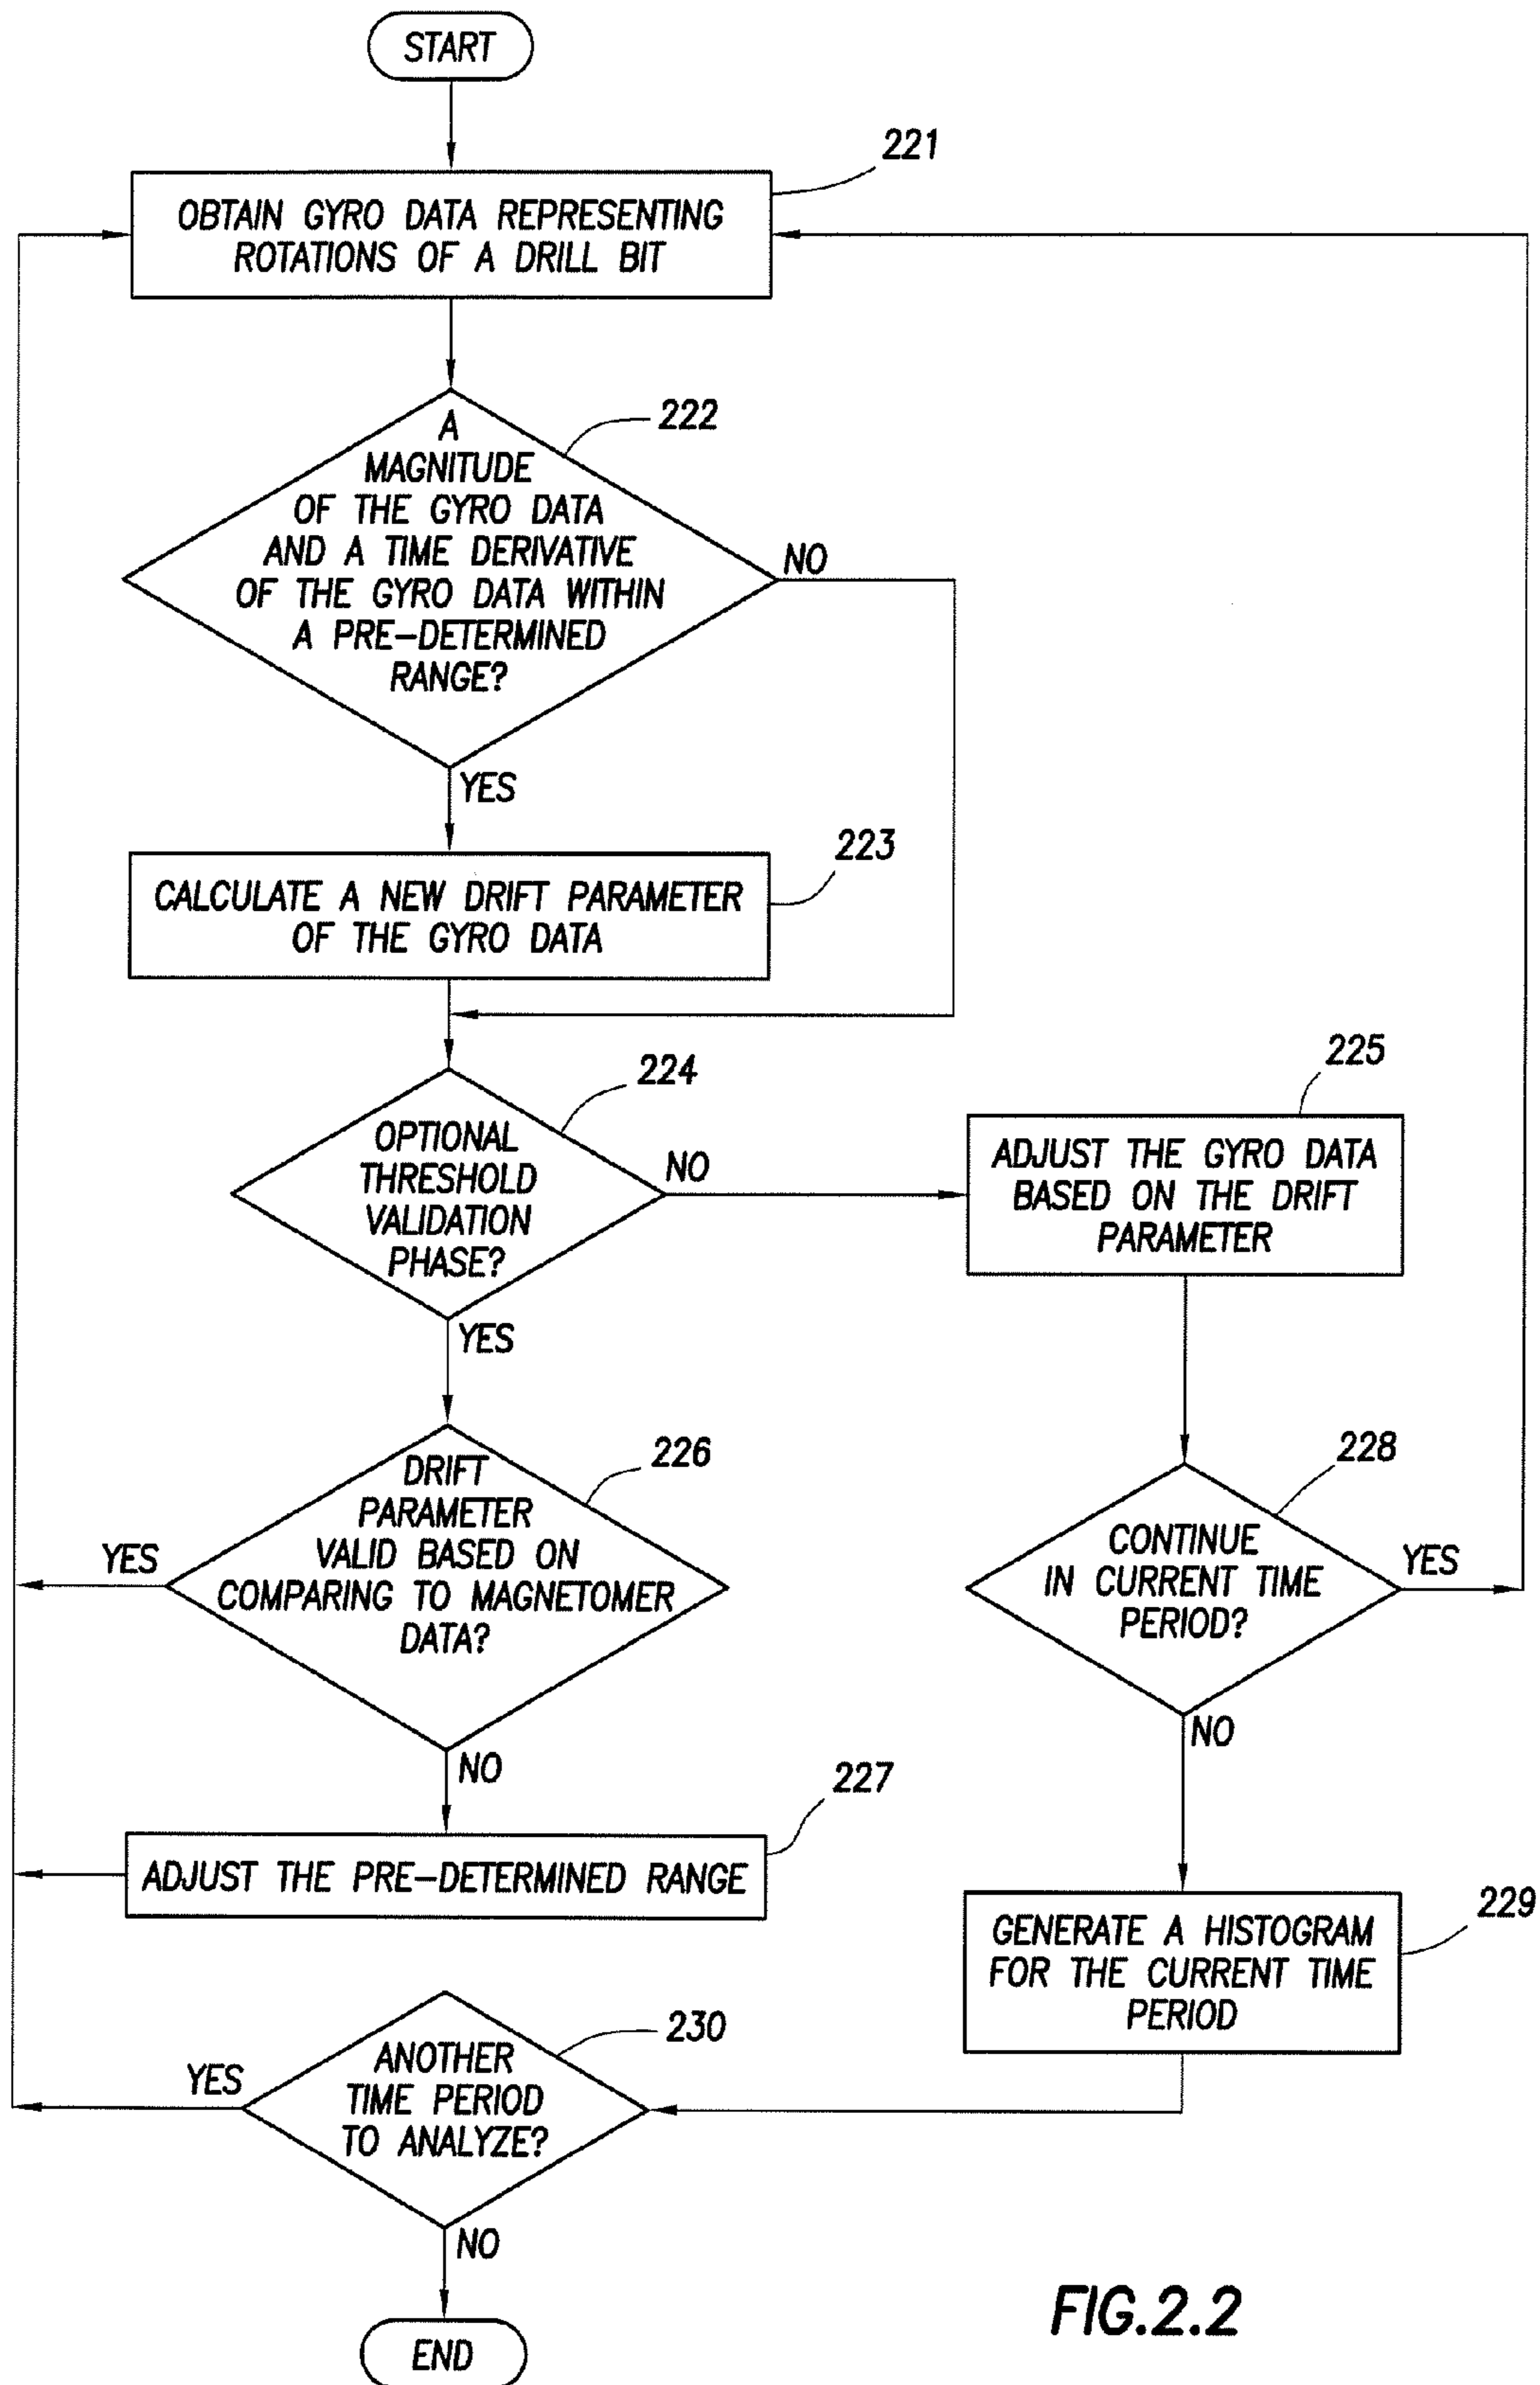 START
221
OBTAIN GYRO DATA REPRESENTING
ROTATIONS OF A DRILL BIT
222
A
MAGNITUDE
OF THE GYRO DATA
AND A TIME DERIVATIVE
OF THE GYRO DATA WITHIN
A PRE-DETERMINED
RANGE?
NO
YES
223
CALCULATE A NEW DRIFT PARAMETER
OF THE GYRO DATA
224
OPTIONAL
THRESHOLD
VALIDATION
PHASE?
NO
YES
225
ADJUST THE GYRO DATA
BASED ON THE DRIFT
PARAMETER
226
DRIFT
PARAMETER
VALID BASED ON
COMPARING TO MAGNETOMER
DATA?
YES
NO
228
CONTINUE
IN CURRENT TIME
PERIOD?
YES
NO
227
ADJUST THE PRE-DETERMINED RANGE
229
GENERATE A HISTOGRAM
FOR THE CURRENT TIME
PERIOD
230
ANOTHER
TIME PERIOD
TO ANALYZE?
YES
NO
END
FIG.2.2